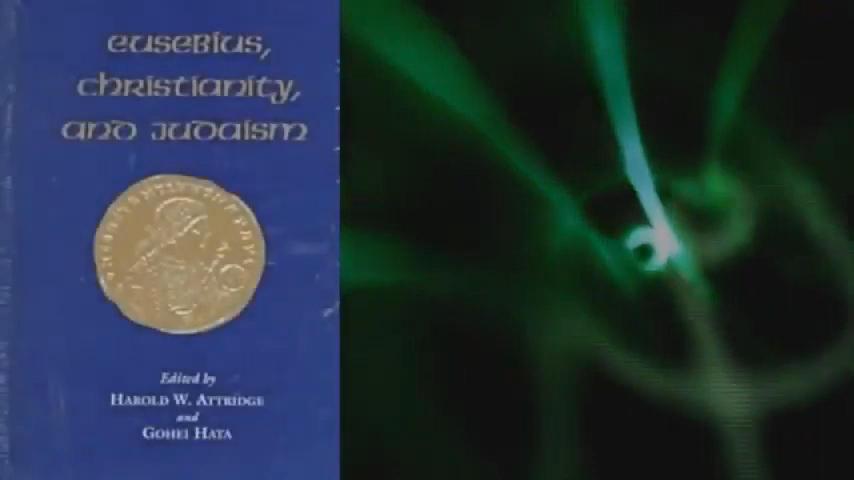 Eusebius,
Christianity,
and Judaism
Edited by
HAROLD W. ATTRIDGE
and
GOHEI HATA